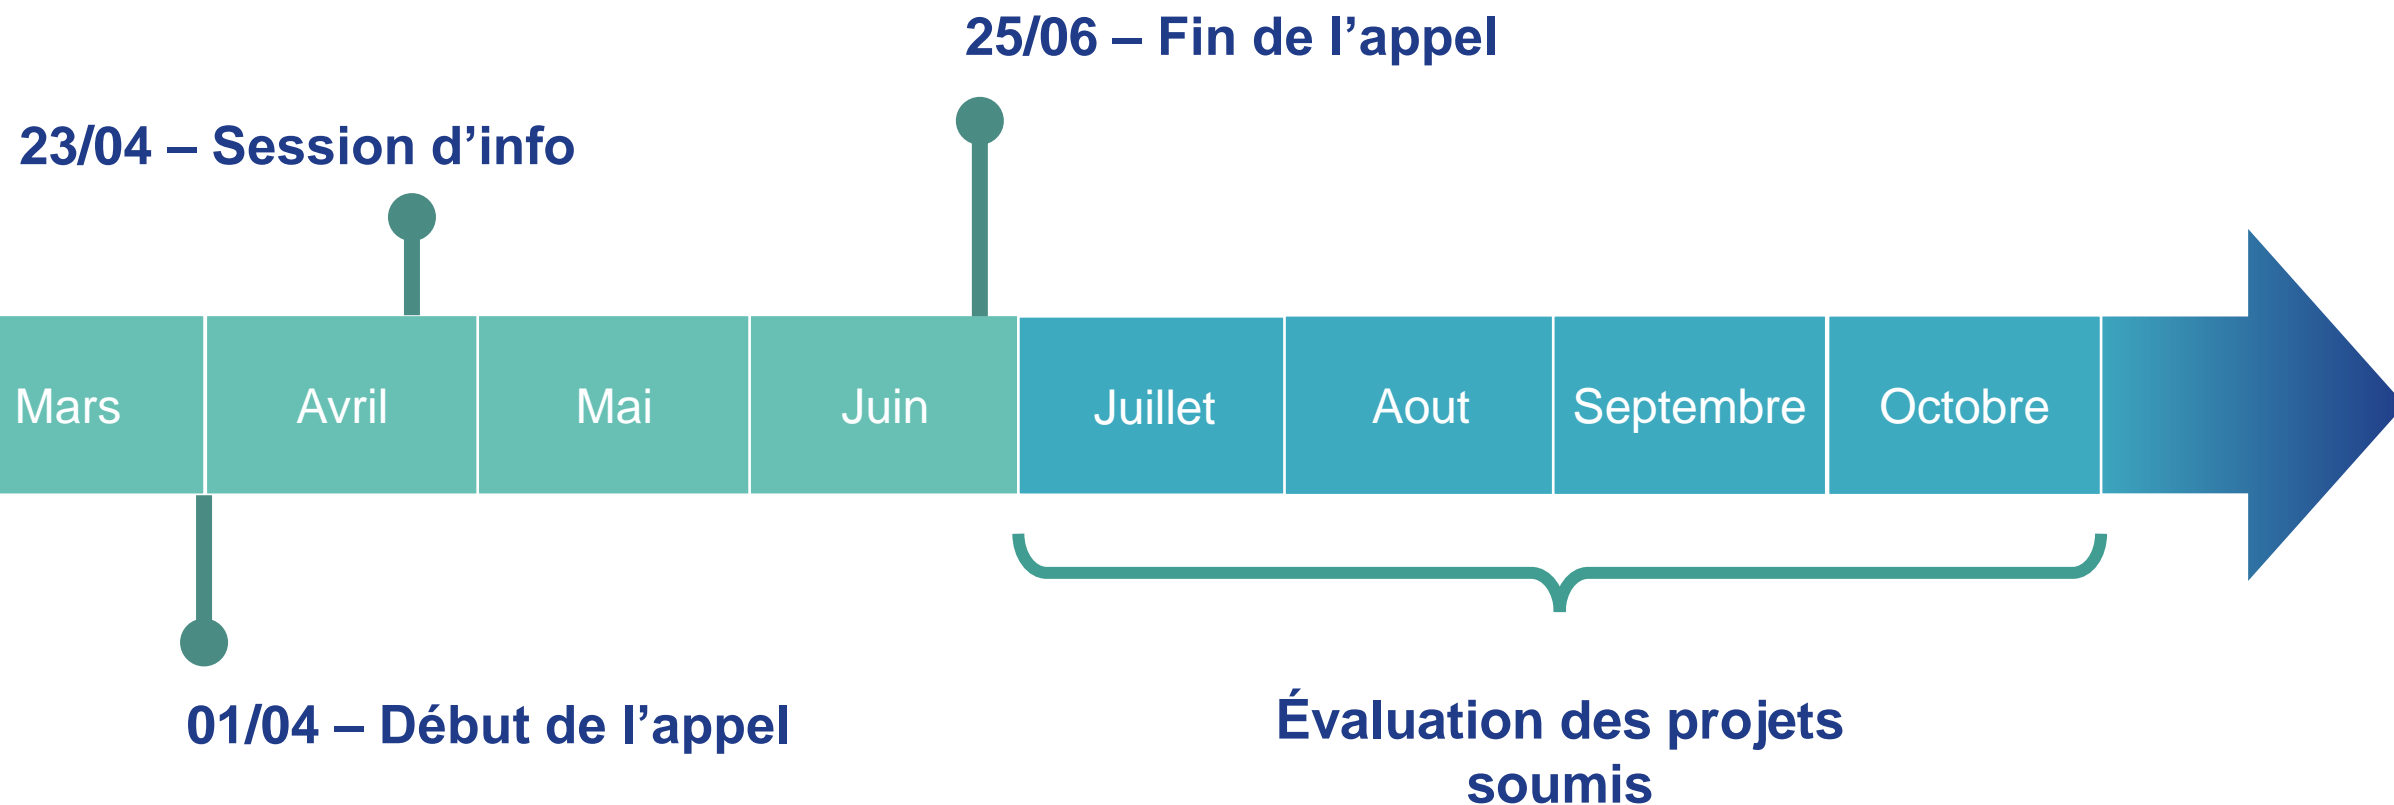 25/06 – Fin de l’appel
23/04 – Session d’info
Mars
Avril
Mai
Juin
Juillet
Aout
Septembre
Octobre
01/04 – Début de l’appel
Évaluation des projets
soumis